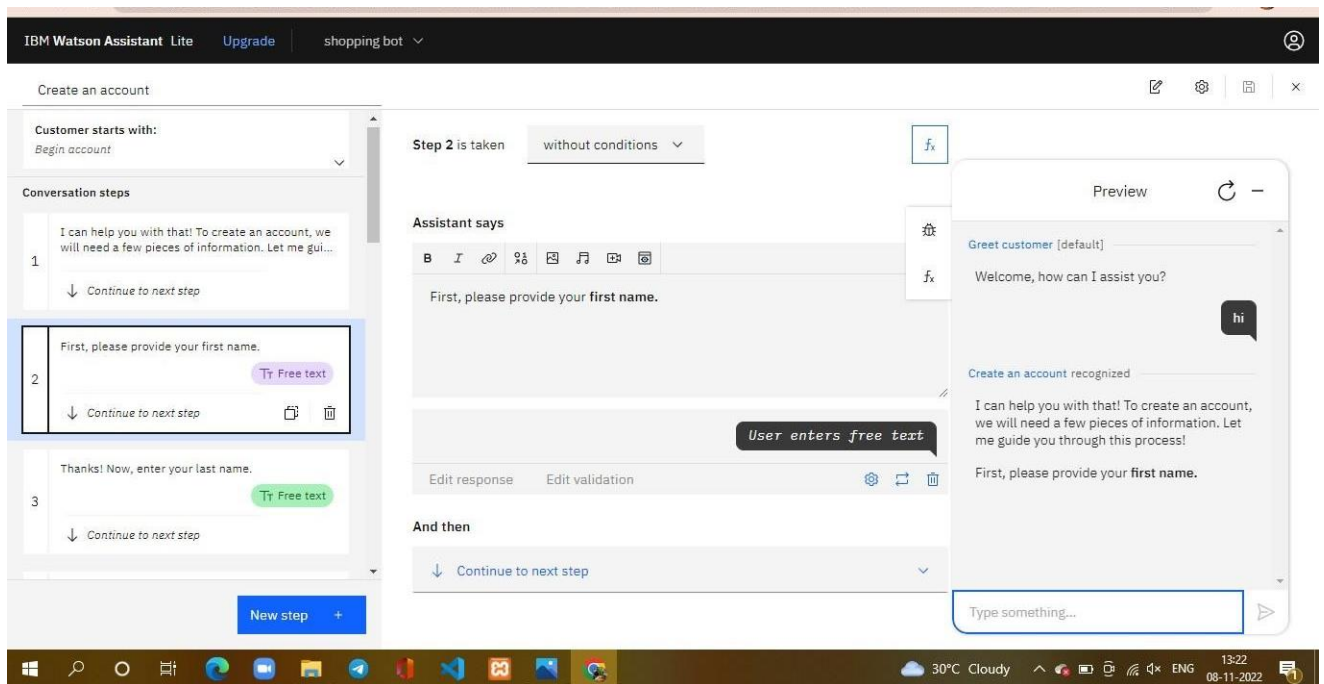 IBM Watson Assistant Lite Upgrade shopping bot
Create an account
Customer starts with:
Begin account
Conversation steps
1
I can help you with that! To create an account, we
will need a few pieces of information. Let me gui...
Continue to next step
2
First, please provide your first name.
Tт Free text
Continue to next step
3
Thanks! Now, enter your last name.
Tт Free text
Continue to next step
New step +
Step 2 is taken without conditions
fx
Assistant says
B I
First, please provide your first name.
fx
User enters free text
Edit response Edit validation
And then
Continue to next step
Preview
Greet customer [default]
Welcome, how can I assist you?
hi
Create an account recognized
I can help you with that! To create an account,
we will need a few pieces of information. Let
me guide you through this process!
First, please provide your first name.
Type something...
30°C Cloudy ENG 13:22
08-11-2022
1